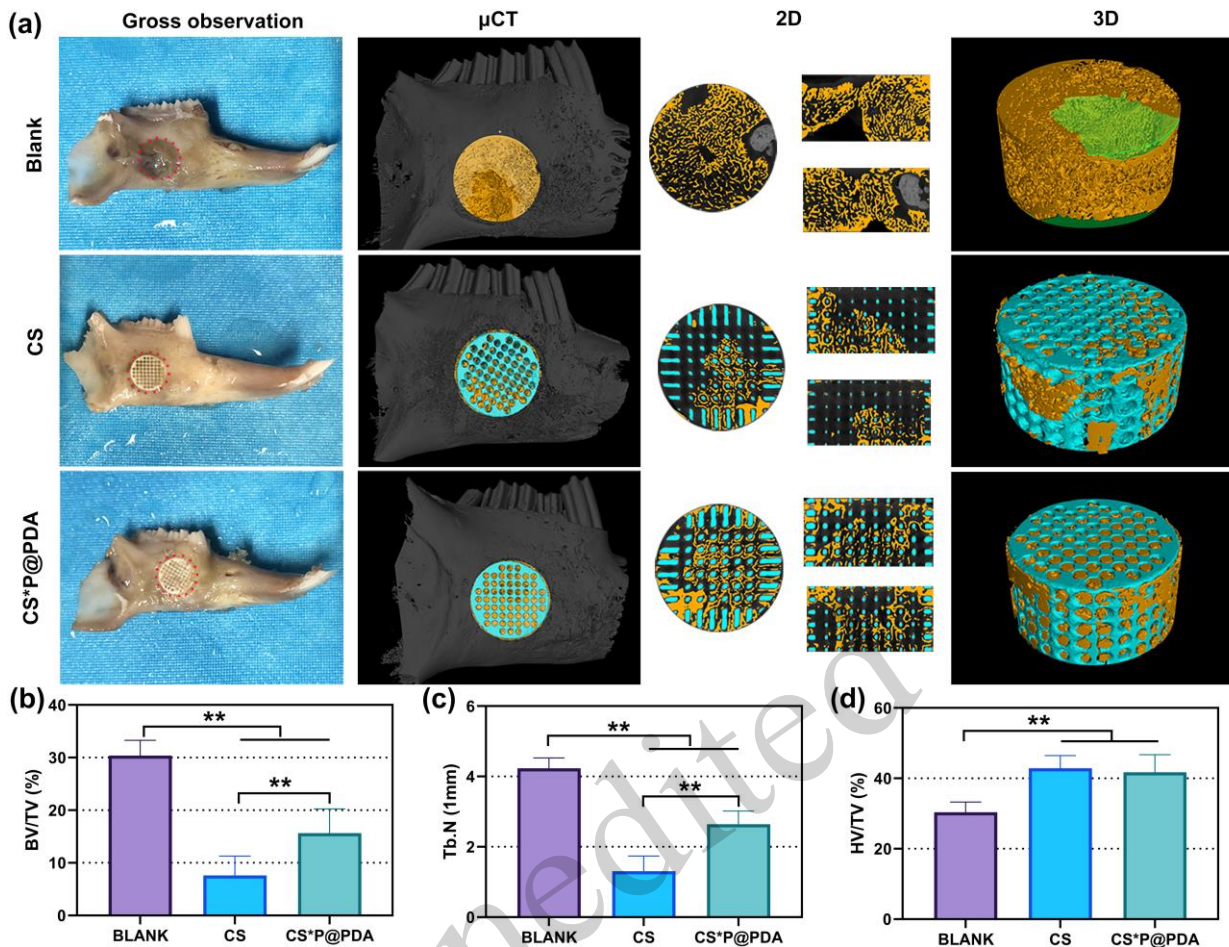 (a)
Gross observation
µCT
2D
3D
Blank
CS
CS*P@PDA
(b)
BV/TV (%)
40
30
20
10
0
**
**
BLANK
CS
CS*P@PDA
(c)
Tb.N (1mm)
6
4
2
0
**
**
BLANK
CS
CS*P@PDA
(d)
HV/TV (%)
60
40
20
0
**
BLANK
CS
CS*P@PDA
nedited